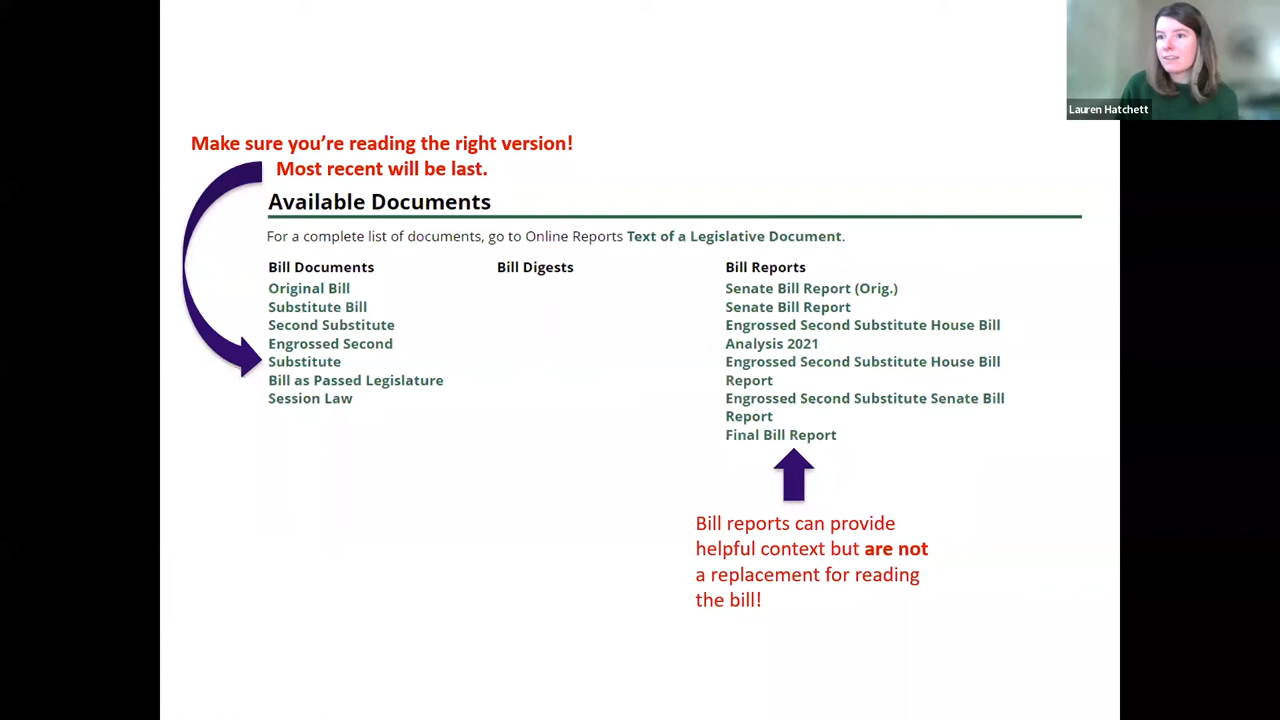 Lauren Hatchett
Make sure you're reading the right version!
Most recent will be last.
Available Documents
For a complete list of documents, go to Online Reports Text of a Legislative Document.
Bill Documents
Original Bill
Substitute Bill
Second Substitute
Engrossed Second
Substitute
Bill as Passed Legislature
Session Law
Bill Digests
Bill Reports
Senate Bill Report (Orig.)
Senate Bill Report
Engrossed Second Substitute House Bill
Analysis 2021
Engrossed Second Substitute House Bill
Report
Engrossed Second Substitute Senate Bill
Report
Final Bill Report
Bill reports can provide
helpful context but are not
a replacement for reading
the bill!